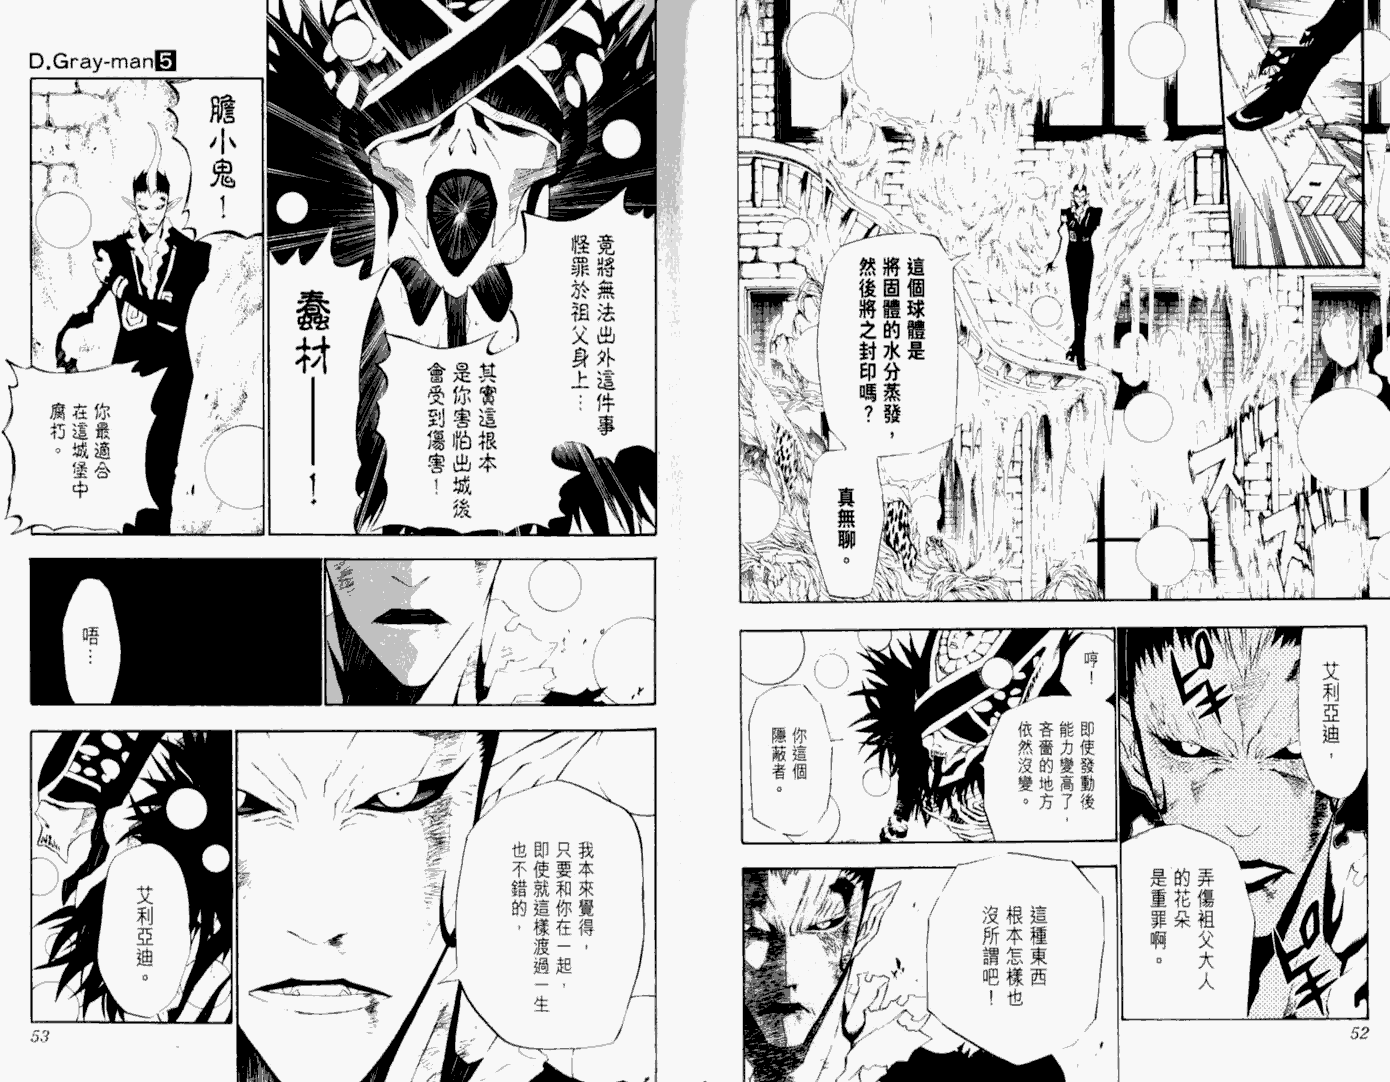 這個球體是
將固體的水分蒸發，
然後將之封印嗎？
真無聊。
艾利亞迪，
弄傷祖父大人
的花朵
是重罪啊。
ピキ
ピキ
哼！
即使發動後
能力變高了，
吝嗇的地方
依然沒變。
你這個
隱蔽者。
這種東西
根本怎樣也
沒所謂吧！
52
D.Gray-man 5
竟將無法出外這件事
怪罪於祖父身上…
其實這根本
是你害怕出城後
會受到傷害！
蠢材——！
膽小鬼！
你最適合
在這城堡中
腐朽。
唔…
我本來覺得，
只要和你在一起，
即使就這樣渡過一生
也不錯的，
艾利亞迪。
53